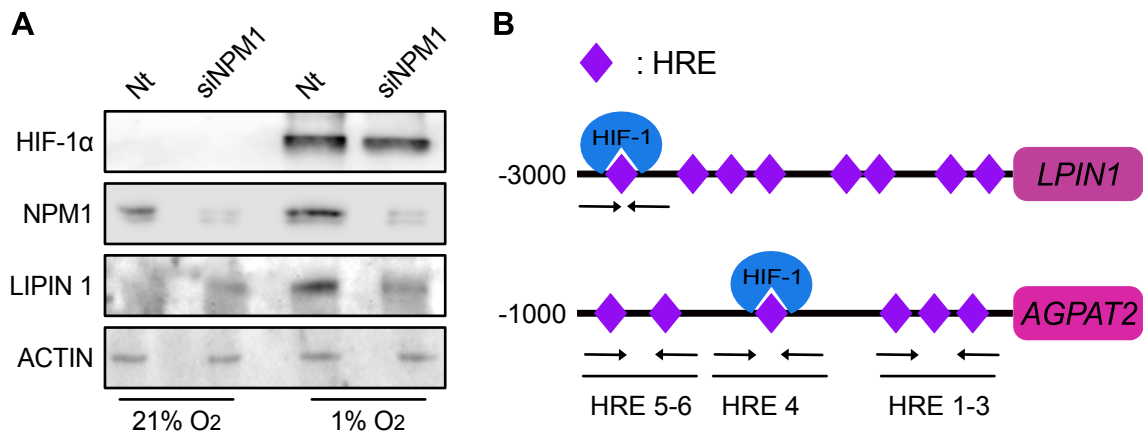 A
Nt siNPM1 Nt siNPM1
HIF-1α
NPM1
LIPIN 1
ACTIN
21% O2 1% O2
B
: HRE
HIF-1
-3000 LPIN1
HIF-1
-1000 AGPAT2
HRE 5-6 HRE 4 HRE 1-3